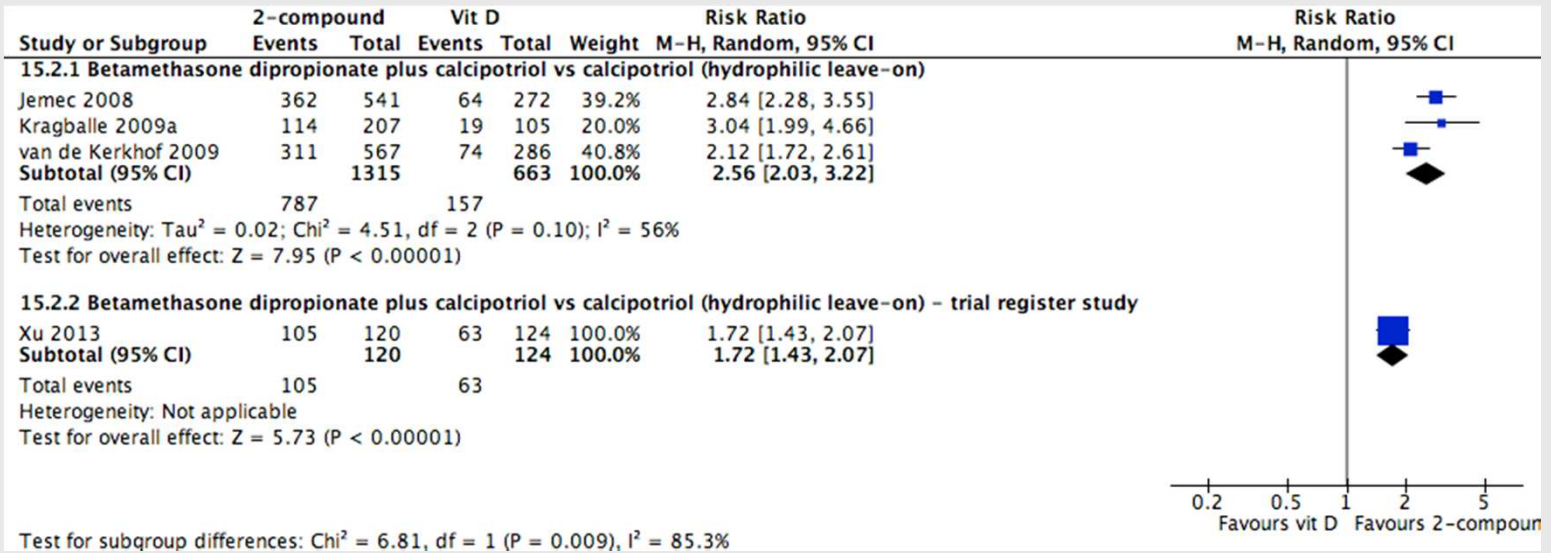 2-compound Vit D Risk Ratio Risk Ratio
Study or Subgroup Events Total Events Total Weight M-H, Random, 95% CI M-H, Random, 95% CI
15.2.1 Betamethasone dipropionate plus calcipotriol vs calcipotriol (hydrophilic leave-on)
Jemec 2008 362 541 64 272 39.2% 2.84 [2.28, 3.55]
Kragballe 2009a 114 207 19 105 20.0% 3.04 [1.99, 4.66]
van de Kerkhof 2009 311 567 74 286 40.8% 2.12 [1.72, 2.61]
Subtotal (95% CI) 1315 663 100.0% 2.56 [2.03, 3.22]
Total events 787 157
Heterogeneity: Tau² = 0.02; Chi² = 4.51, df = 2 (P = 0.10); I² = 56%
Test for overall effect: Z = 7.95 (P < 0.00001)
15.2.2 Betamethasone dipropionate plus calcipotriol vs calcipotriol (hydrophilic leave-on) – trial register study
Xu 2013 105 120 63 124 100.0% 1.72 [1.43, 2.07]
Subtotal (95% CI) 120 124 100.0% 1.72 [1.43, 2.07]
Total events 105 63
Heterogeneity: Not applicable
Test for overall effect: Z = 5.73 (P < 0.00001)
0.2 0.5 1 2 5
Favours vit D Favours 2-compoun
Test for subgroup differences: Chi² = 6.81, df = 1 (P = 0.009), I² = 85.3%